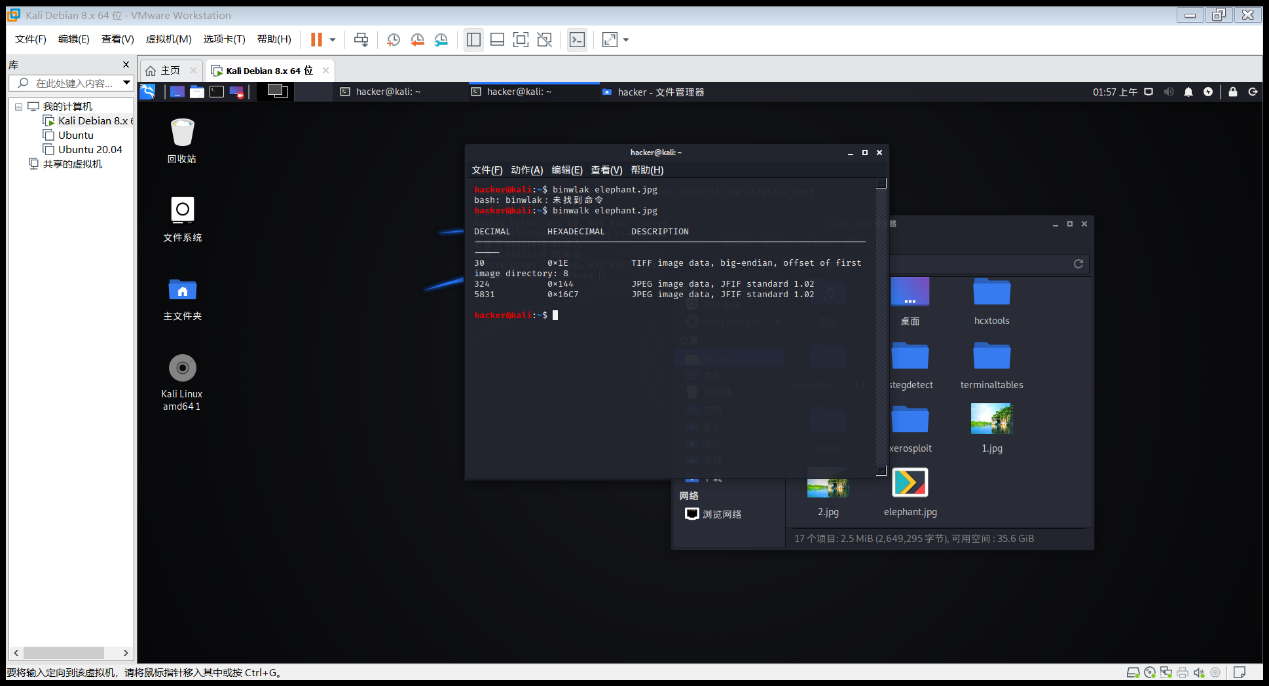 Kali Debian 8.x 64 位 - VMware Workstation
文件(F) 编辑(E) 查看(V) 虚拟机(M) 选项卡(T) 帮助(H)
库
在此处键入内容...
我的计算机
Kali Debian 8.x 6
Ubuntu
Ubuntu 20.04
共享的虚拟机
主页
Kali Debian 8.x 64 位
hacker@kali: ~
hacker@kali: ~
hacker - 文件管理器
01:57 上午
回收站
文件系统
主文件夹
Kali Linux
amd64 1
hacker@kali: ~
文件(F) 动作(A) 编辑(E) 查看(V) 帮助(H)
hacker@kali:~$ binwlak elephant.jpg
bash: binwlak：未找到命令
hacker@kali:~$ binwalk elephant.jpg
DECIMAL HEXADECIMAL DESCRIPTION
--------------------------------------------------------------------------------
30 0×1E TIFF image data, big-endian, offset of first
image directory: 8
324 0×144 JPEG image data, JFIF standard 1.02
5831 0×16C7 JPEG image data, JFIF standard 1.02
hacker@kali:~$
桌面
hcxtools
stegdetect
terminaltables
xerosploit
1.jpg
2.jpg
elephant.jpg
网络
浏览网络
17 个项目: 2.5 MiB (2,649,295 字节), 可用空间 : 35.6 GiB
要将输入定向到该虚拟机，请将鼠标指针移入其中或按 Ctrl+G。